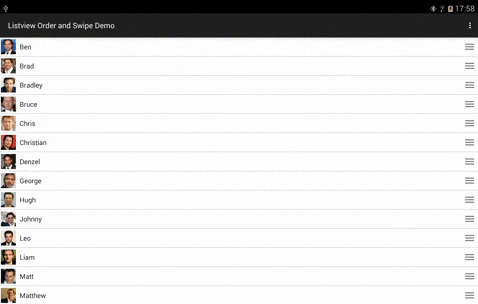 17:58
Listview Order and Swipe Demo
Ben
Brad
Bradley
Bruce
Chris
Christian
Denzel
George
Hugh
Johnny
Leo
Liam
Matt
Matthew